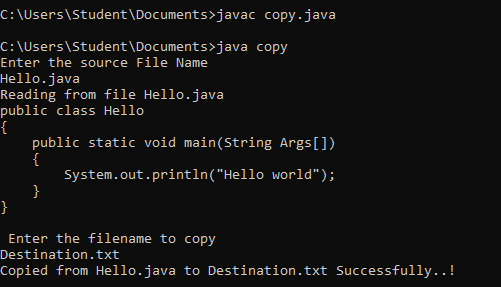 C:\Users\Student\Documents>javac copy.java
C:\Users\Student\Documents>java copy
Enter the source File Name
Hello.java
Reading from file Hello.java
public class Hello
{
    public static void main(String Args[])
    {
        System.out.println("Hello world");
    }
}
 Enter the filename to copy
Destination.txt
Copied from Hello.java to Destination.txt Successfully..!